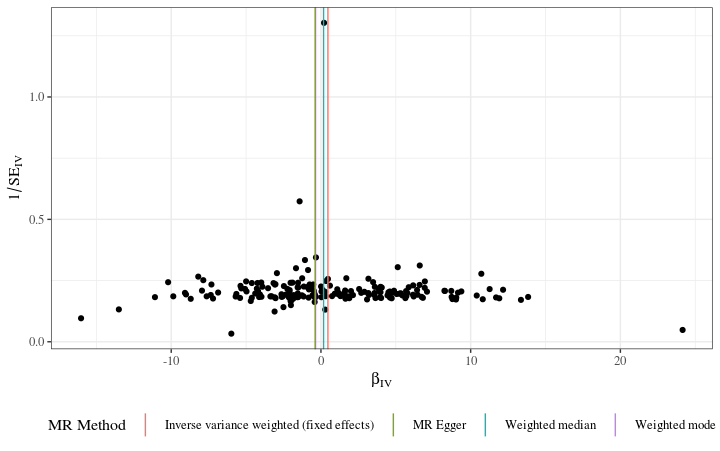 1.0
0.5
0.0
1/SE_IV
-10 0 10 20
β_IV
MR Method Inverse variance weighted (fixed effects) MR Egger Weighted median Weighted mode